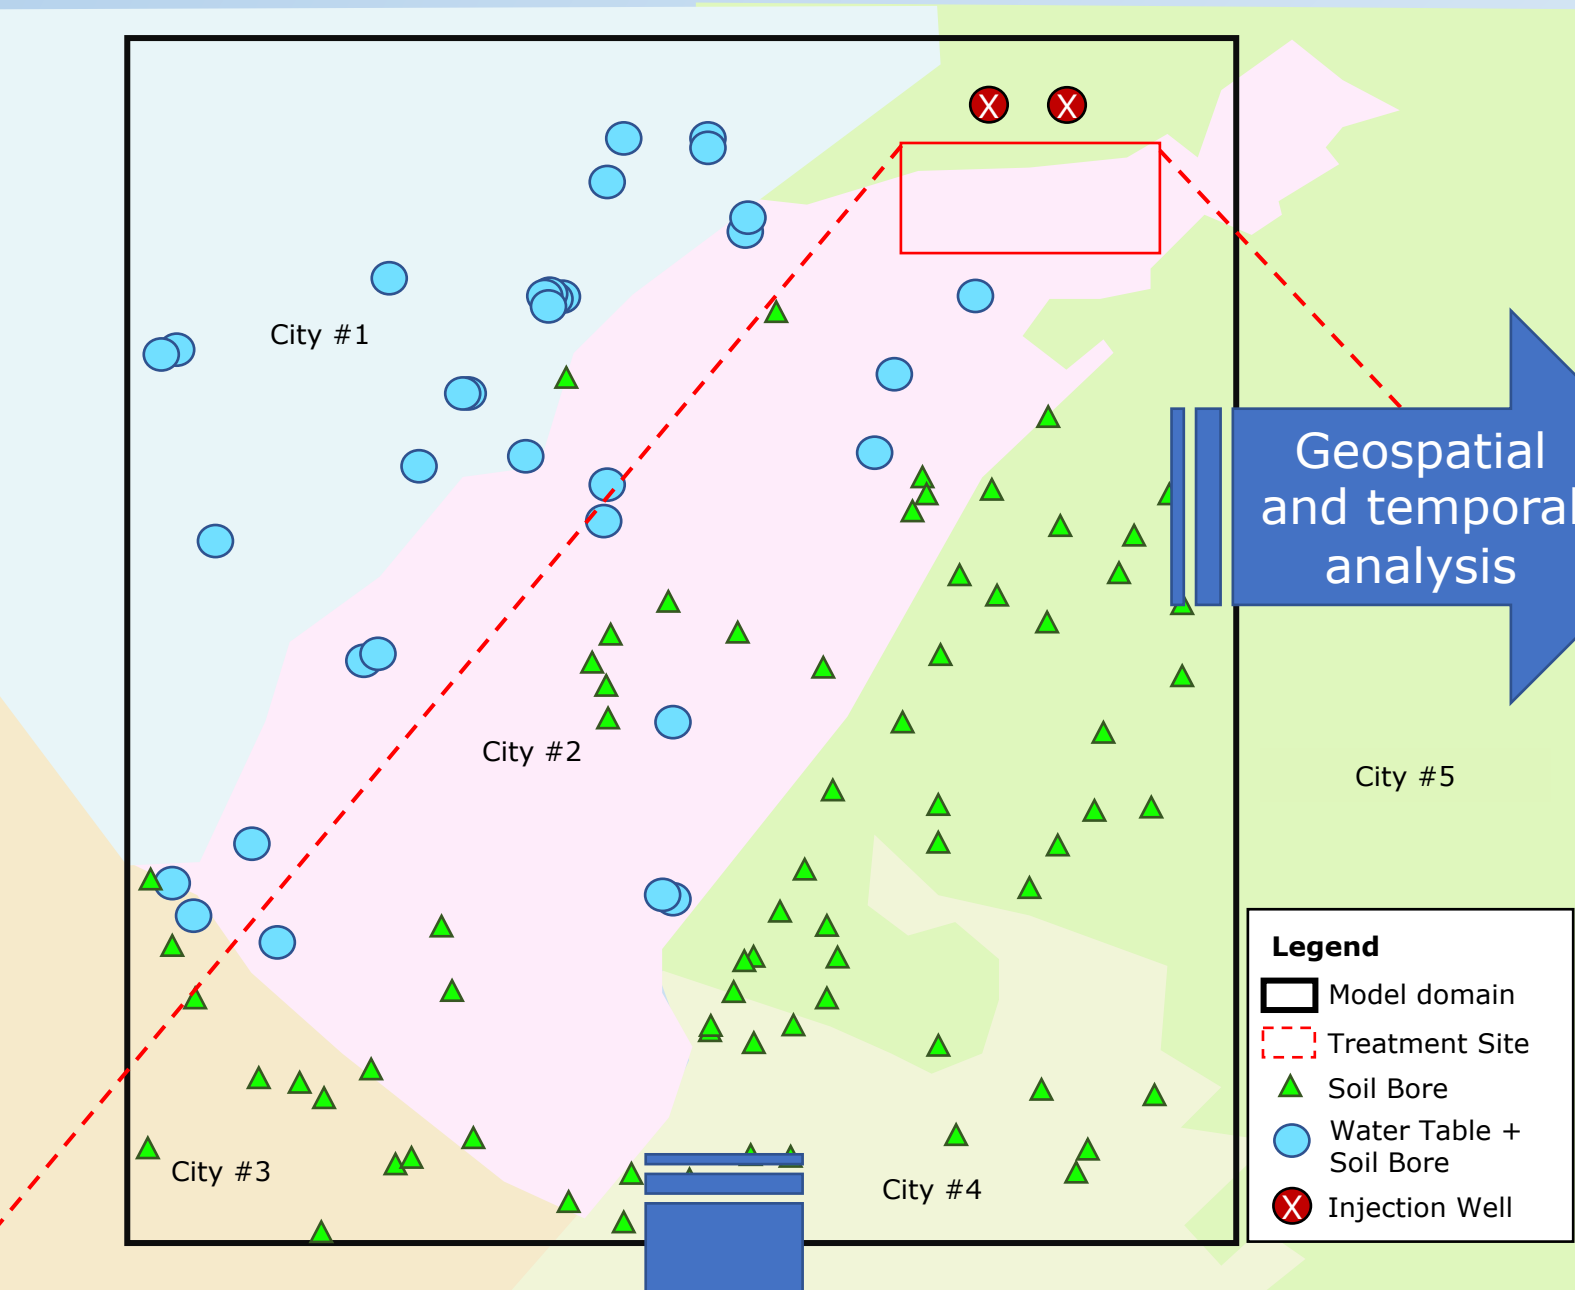 X X
City #1
Geospatial
and temporal
analysis
City #2
City #5
City #3
City #4
Legend
Model domain
Treatment Site
Soil Bore
Water Table +
Soil Bore
X Injection Well